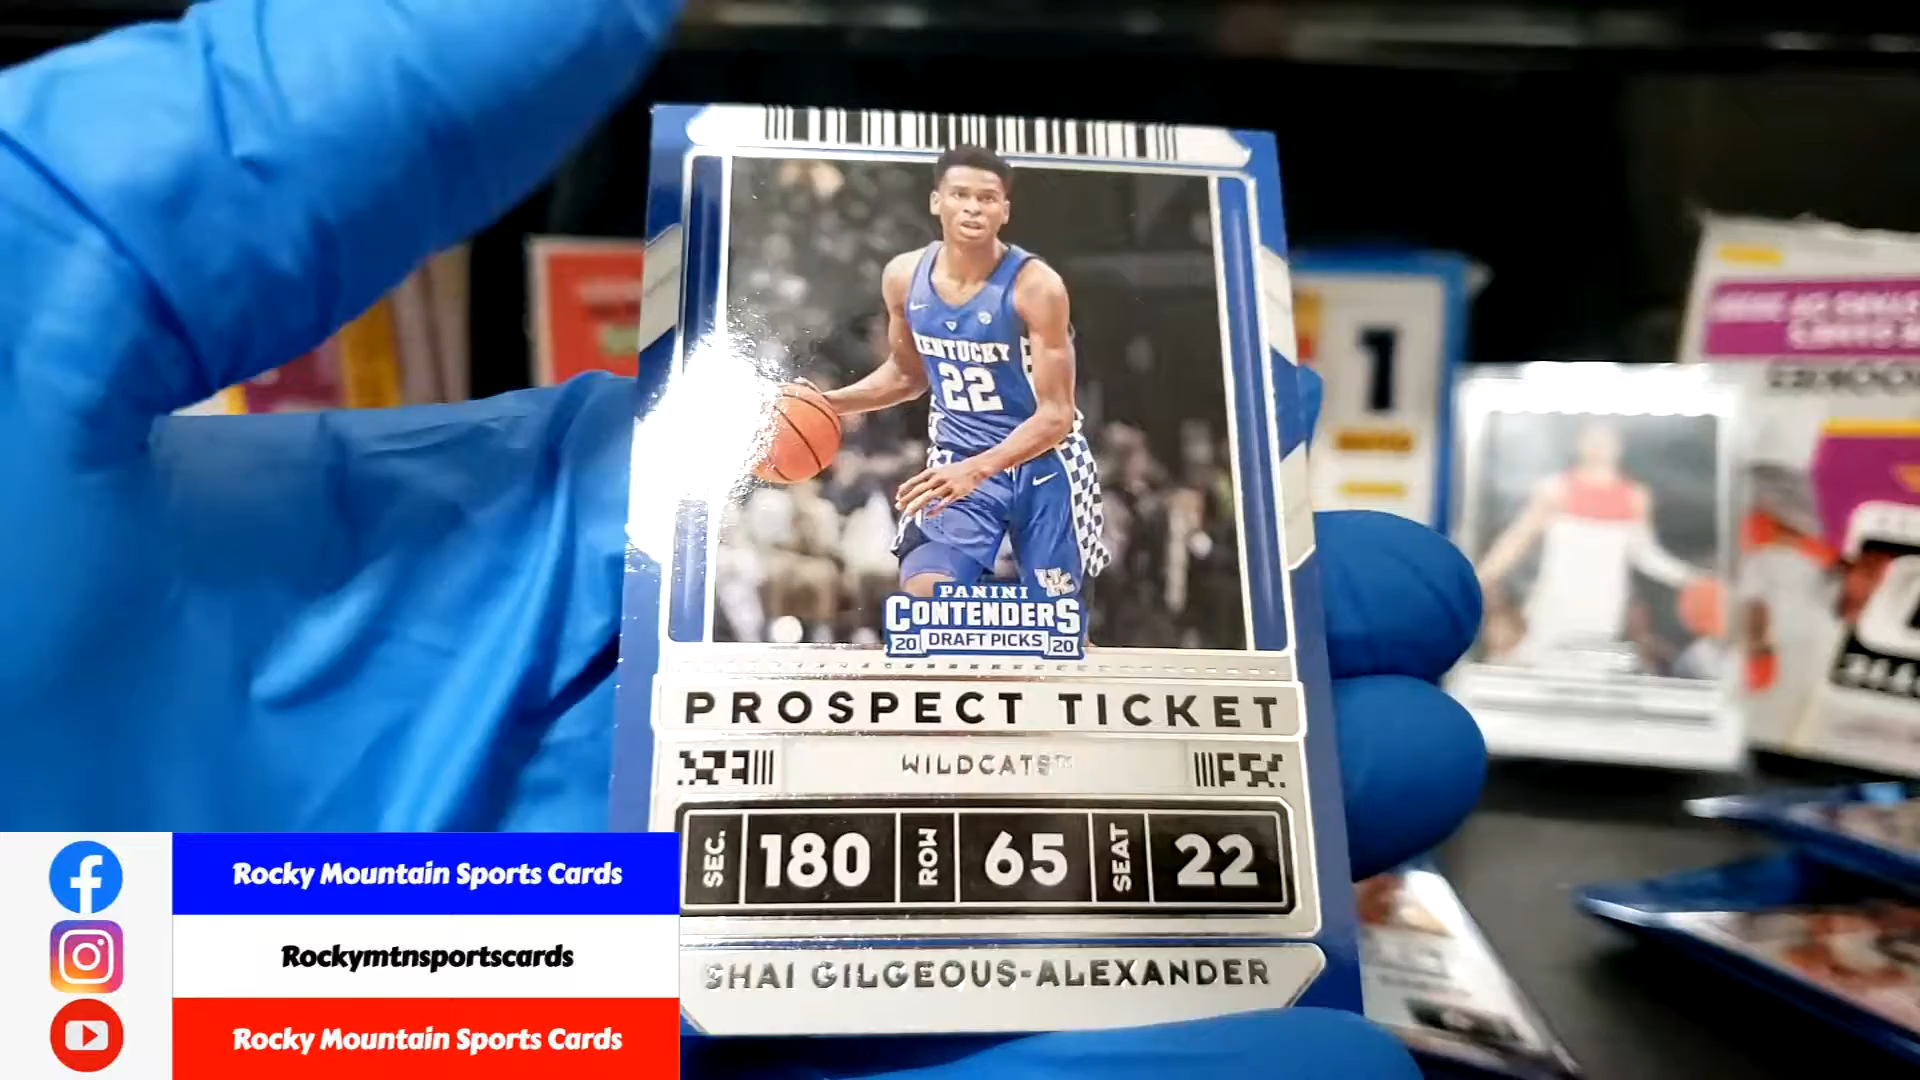 KENTUCKY
22
UK
PANINI
CONTENDERS
20 DRAFT PICKS 20
PROSPECT TICKET
WILDCATS™
SEC. 180 ROW 65 SEAT 22
SHAI GILGEOUS-ALEXANDER
1
Rocky Mountain Sports Cards
Rockymtnsportscards
Rocky Mountain Sports Cards